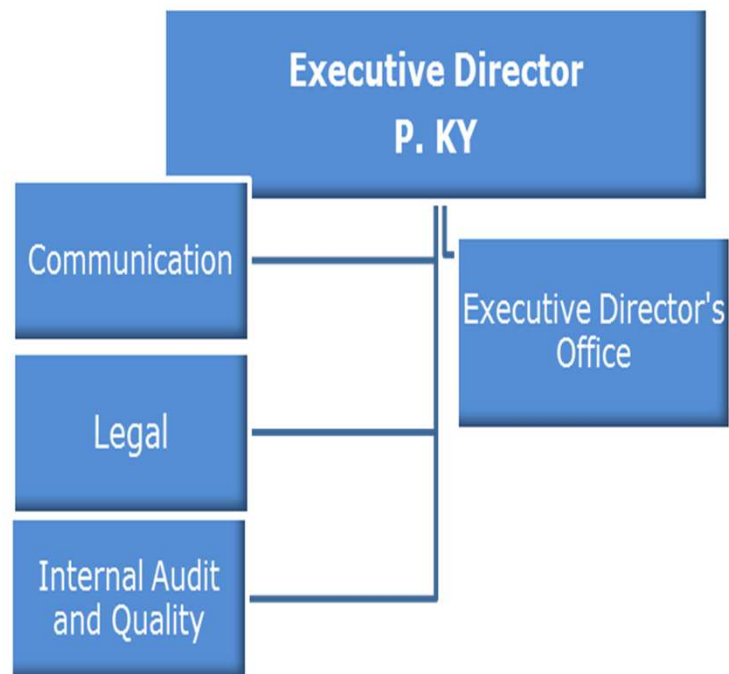 Executive Director
P. KY
Communication
Executive Director's
Office
Legal
Internal Audit
and Quality